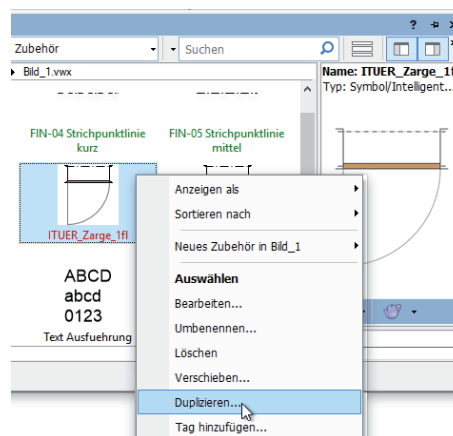 ?
Zubehör
Suchen
Bild_1.vwx
Name: ITUER_Zarge_1f
Typ: Symbol/Intelligent...
FIN-04 Strichpunktlinie
kurz
FIN-05 Strichpunktlinie
mittel
ITUER_Zarge_1fl
ABCD
abcd
0123
Text Ausfuehrung
Anzeigen als
Sortieren nach
Neues Zubehör in Bild_1
Auswählen
Bearbeiten...
Umbenennen...
Löschen
Verschieben...
Duplizieren...
Tag hinzufügen...